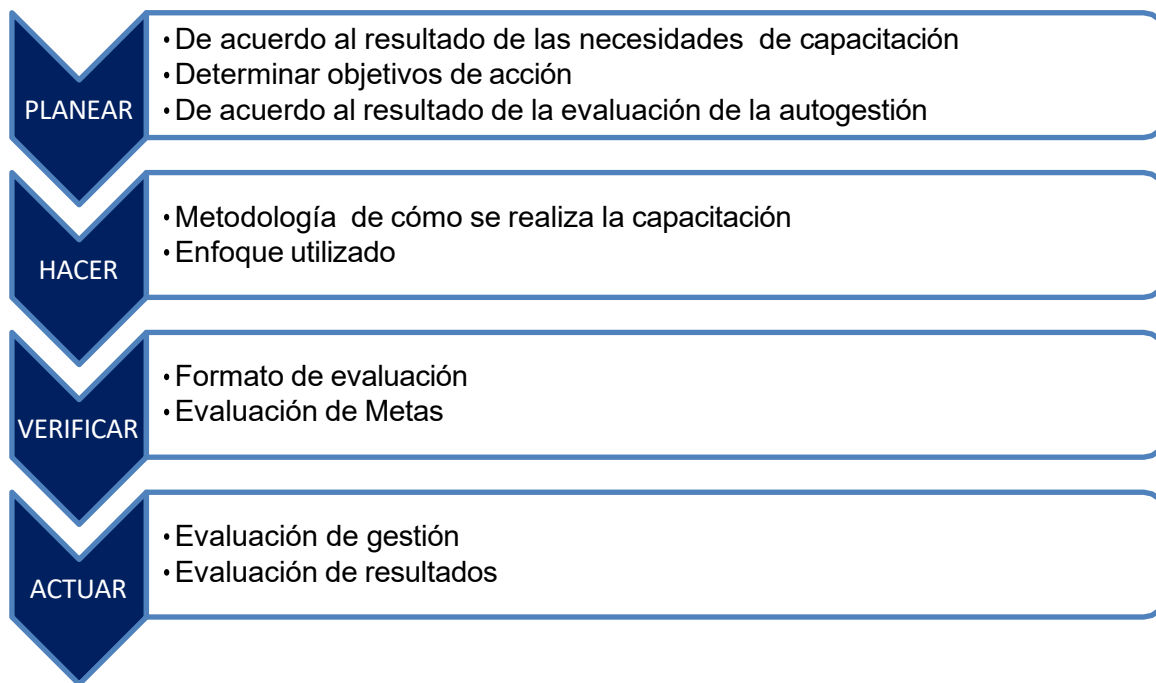 PLANEAR
• De acuerdo al resultado de las necesidades  de capacitación
• Determinar objetivos de acción
• De acuerdo al resultado de la evaluación de la autogestión
HACER
• Metodología  de cómo se realiza la capacitación
• Enfoque utilizado
VERIFICAR
• Formato de evaluación
• Evaluación de Metas
ACTUAR
• Evaluación de gestión
• Evaluación de resultados